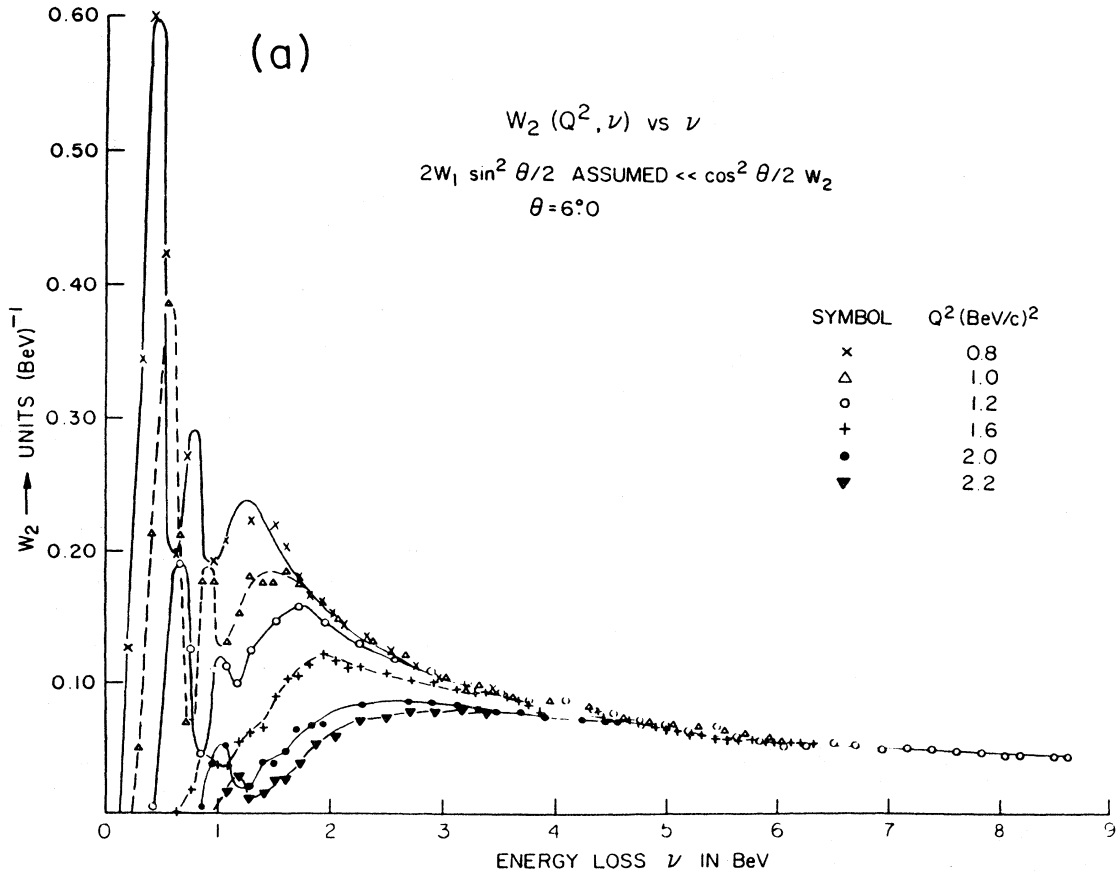 (a)
W₂ (Q², ν) vs ν
2W₁ sin² θ/2 ASSUMED << cos² θ/2 W₂
θ = 6°.0
SYMBOL Q² (BeV/c)²
× 0.8
△ 1.0
○ 1.2
+ 1.6
● 2.0
▼ 2.2
W₂ ⟶ UNITS (BeV)⁻¹
0.60
0.50
0.40
0.30
0.20
0.10
0 1 2 3 4 5 6 7 8 9
ENERGY LOSS ν IN BeV